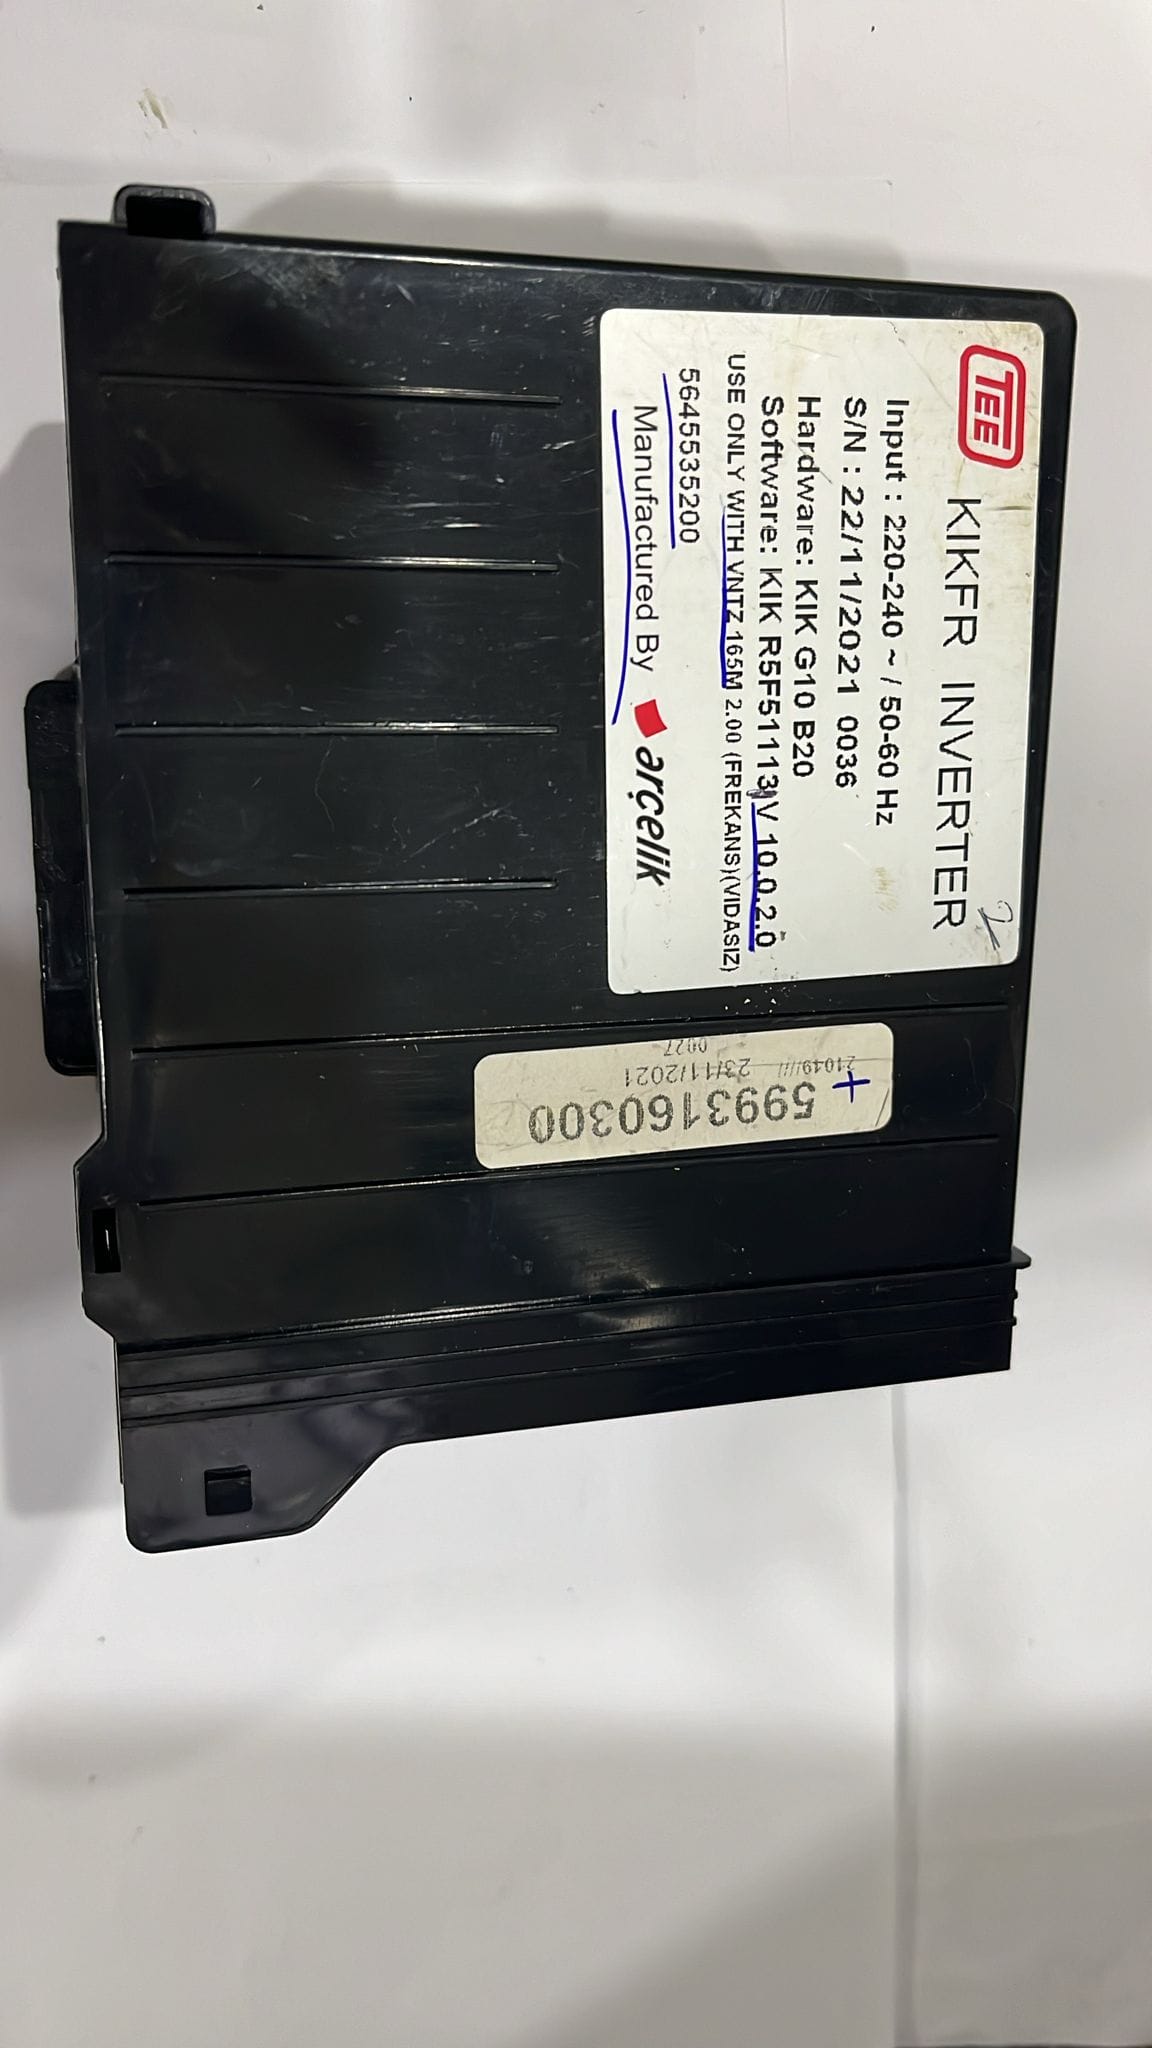 TEE
KIKFR INVERTER
2
Input : 220-240 ~ / 50-60 Hz
S/N : 22/11/2021 0036
Hardware: KIK G10 B20
Software: KIK R5F51113)V 10.0.2.0
USE ONLY WITH VNTZ 165M 2.00 (FREKANS)(VIDASIZ)
5645535200
Manufactured By arçelik
5993160300
21049//// 23/11/2021
0027